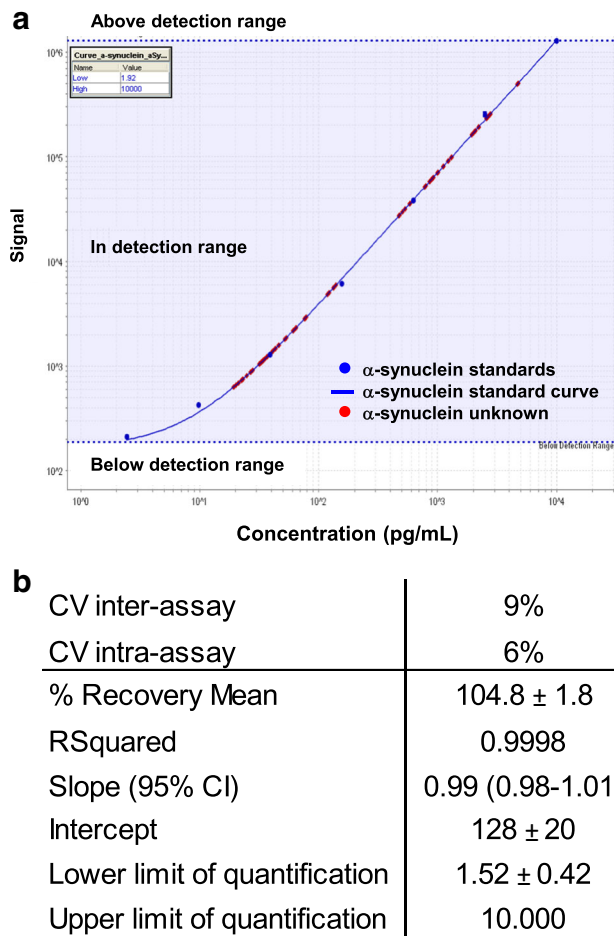 a
Above detection range
Curve_a-synuclein_aSy...
Name Value
Low 1.92
High 10000
10^6
10^5
Signal
In detection range
10^4
10^3
α-synuclein standards
α-synuclein standard curve
α-synuclein unknown
Below Detection Range
Below detection range
10^2
10^0 10^1 10^2 10^3 10^4
Concentration (pg/mL)
b
CV inter-assay 9%
CV intra-assay 6%
% Recovery Mean 104.8 ± 1.8
RSquared 0.9998
Slope (95% CI) 0.99 (0.98-1.01
Intercept 128 ± 20
Lower limit of quantification 1.52 ± 0.42
Upper limit of quantification 10.000